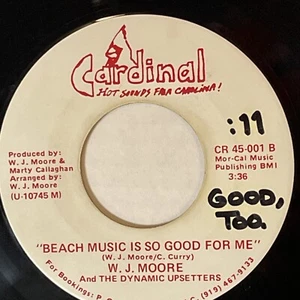 Cardinal
HOT SOUNDS FROM CAROLINA!
:11
Produced by:
W. J. Moore &
Marty Callaghan
Arranged by:
W. J. Moore
(U-10745 M)
CR 45-001 B
Mor-Cal Music
Publishing BMI
3:36
GOOD,
TOO.
"BEACH MUSIC IS SO GOOD FOR ME"
(W. J. Moore/C. Curry)
W. J. MOORE
And THE DYNAMIC UPSETTERS
For Bookings: P.
(919) 467-9133